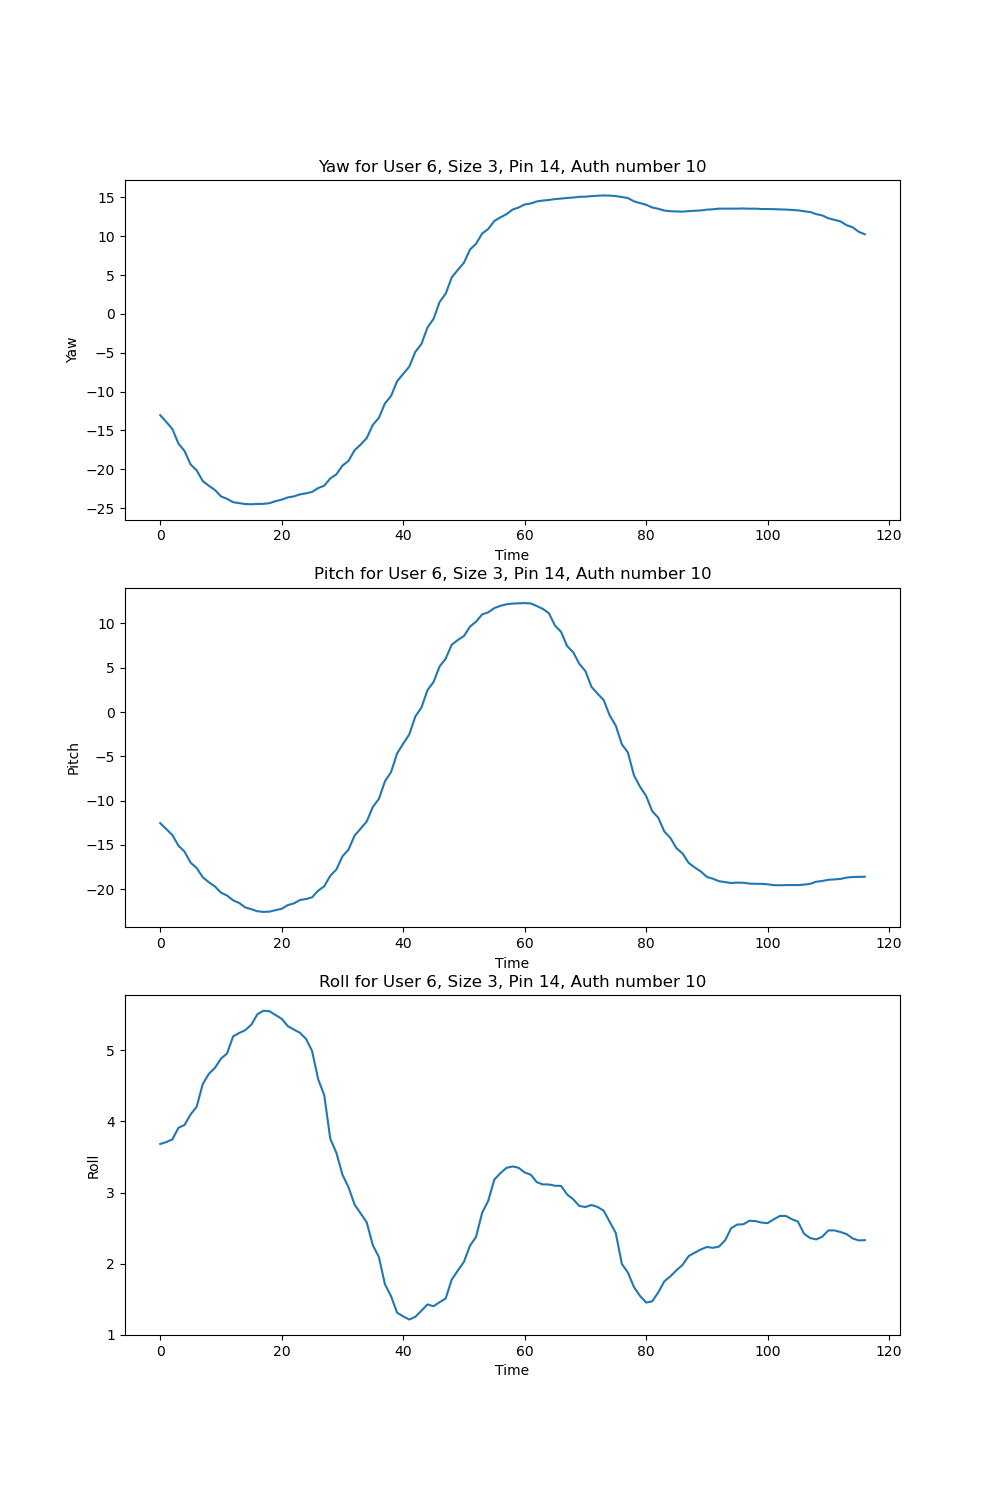 Yaw for User 6, Size 3, Pin 14, Auth number 10
15
10
5
0
−5
−10
−15
−20
−25
Yaw
0 20 40 60 80 100 120
Time
Pitch for User 6, Size 3, Pin 14, Auth number 10
10
5
0
−5
−10
−15
−20
Pitch
0 20 40 60 80 100 120
Time
Roll for User 6, Size 3, Pin 14, Auth number 10
5
4
3
2
1
Roll
0 20 40 60 80 100 120
Time